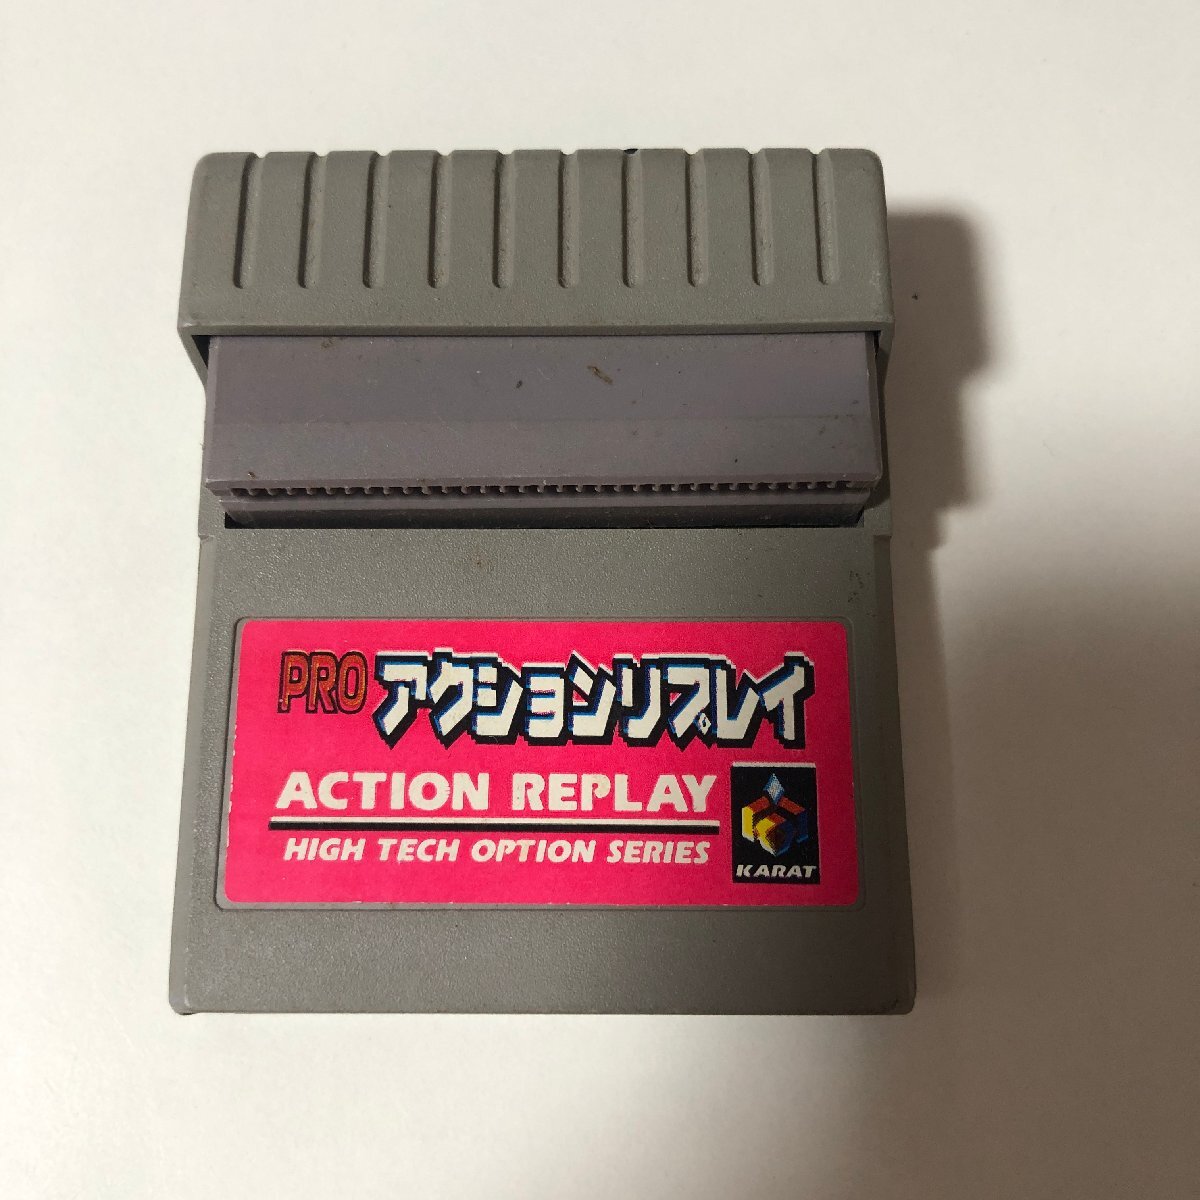 PRO アクションリプレイ
ACTION REPLAY
HIGH TECH OPTION SERIES
KARAT